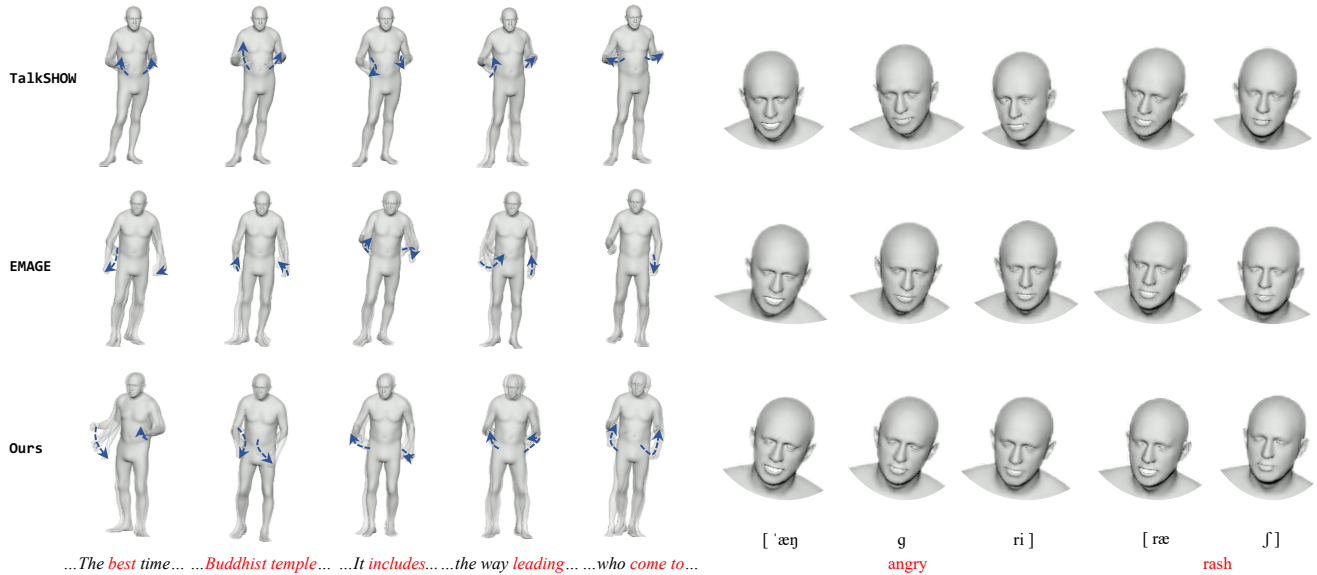 TalkSHOW
EMAGE
Ours
[ ˈæŋ ɡ ri ] [ ræ ʃ ]
...The best time... ...Buddhist temple... ...It includes... ...the way leading... ...who come to... angry rash